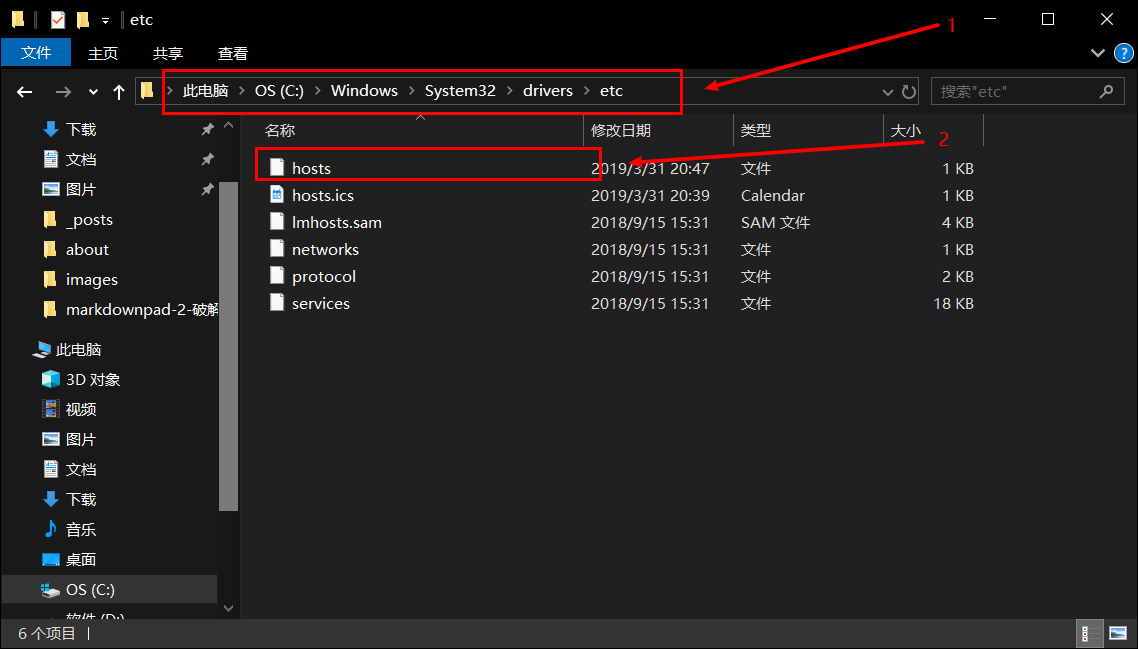 etc
1
文件 主页 共享 查看
此电脑 OS (C:) Windows System32 drivers etc
搜索"etc"
名称 修改日期 类型 大小
2
hosts 2019/3/31 20:47 文件 1 KB
hosts.ics 2019/3/31 20:39 Calendar 1 KB
lmhosts.sam 2018/9/15 15:31 SAM 文件 4 KB
networks 2018/9/15 15:31 文件 1 KB
protocol 2018/9/15 15:31 文件 2 KB
services 2018/9/15 15:31 文件 18 KB
下载
文档
图片
_posts
about
images
markdownpad-2-破解
此电脑
3D 对象
视频
图片
文档
下载
音乐
桌面
OS (C:)
软件 (D:)
6 个项目